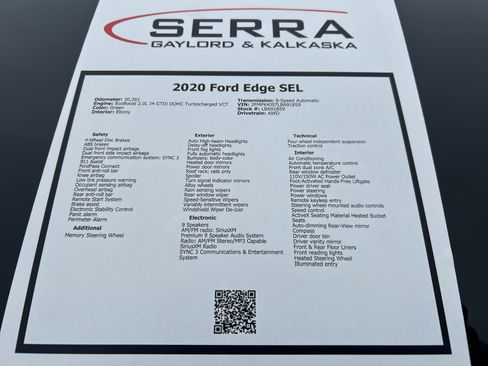 SERRA
GAYLORD & KALKASKA
2020 Ford Edge SEL
Odometer: 30,261
Engine: EcoBoost 2.0L I4 GTDi DOHC Turbocharged VCT
Color: Green
Interior: Ebony
Transmission: 8-Speed Automatic
VIN: 2FMPK4J97LBA91859
Stock #: LBA91859
Drivetrain: AWD
Safety
4-Wheel Disc Brakes
ABS brakes
Dual front impact airbags
Dual front side impact airbags
Emergency communication system: SYNC 3
911 Assist
FordPass Connect
Front anti-roll bar
Knee airbag
Low tire pressure warning
Occupant sensing airbag
Overhead airbag
Rear anti-roll bar
Remote Start System
Brake assist
Electronic Stability Control
Panic alarm
Perimeter Alarm
Additional
Memory Steering Wheel
Exterior
Auto High-beam Headlights
Delay-off headlights
Front fog lights
Fully automatic headlights
Bumpers: body-color
Heated door mirrors
Power door mirrors
Roof rack: rails only
Spoiler
Turn signal indicator mirrors
Alloy wheels
Rain sensing wipers
Rear window wiper
Speed-Sensitive Wipers
Variably intermittent wipers
Windshield Wiper De-Icer
Electronic
9 Speakers
AM/FM radio: SiriusXM
Premium 9 Speaker Audio System
Radio: AM/FM Stereo/MP3 Capable
SiriusXM Radio
SYNC 3 Communications & Entertainment
System
Technical
Four wheel independent suspension
Traction control
Interior
Air Conditioning
Automatic temperature control
Front dual zone A/C
Rear window defroster
110V/150W AC Power Outlet
Foot-Activated Hands-Free Liftgate
Power driver seat
Power steering
Power windows
Remote keyless entry
Steering wheel mounted audio controls
Speed control
ActiveX Seating Material Heated Bucket
Seats
Auto-dimming Rear-View mirror
Compass
Driver door bin
Driver vanity mirror
Front & Rear Floor Liners
Front reading lights
Heated Steering Wheel
Illuminated entry